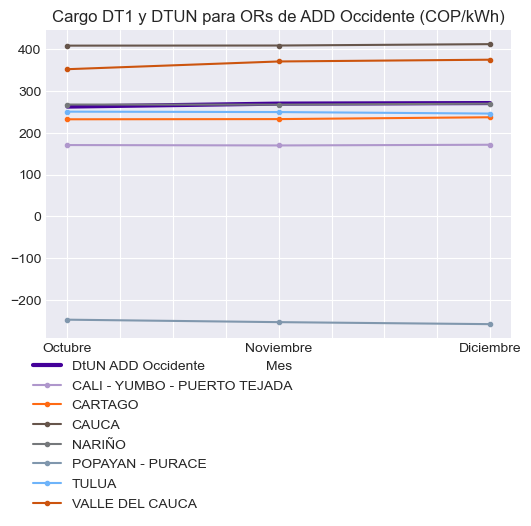 Cargo DT1 y DTUN para ORs de ADD Occidente (COP/kWh)
400
300
200
100
0
−100
−200
Octubre Noviembre Diciembre
Mes
DtUN ADD Occidente
CALI - YUMBO - PUERTO TEJADA
CARTAGO
CAUCA
NARIÑO
POPAYAN - PURACE
TULUA
VALLE DEL CAUCA